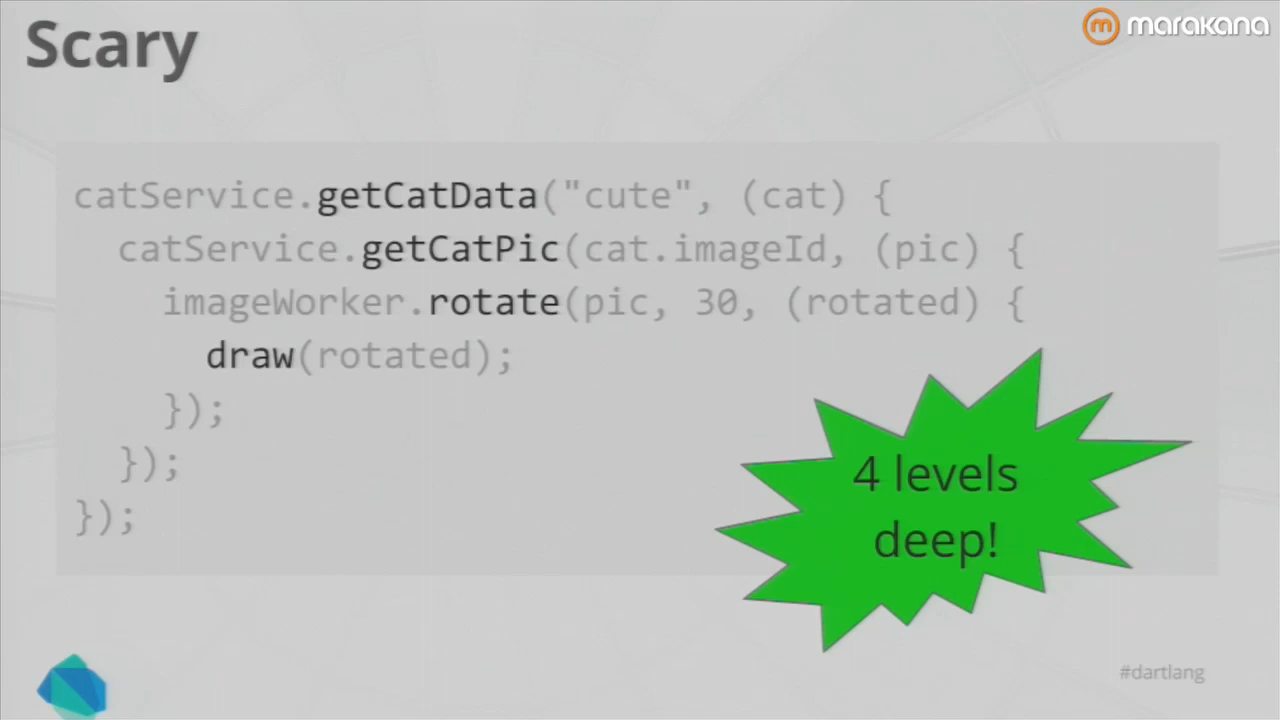 Scary
marakana
catService.getCatData("cute", (cat) {
  catService.getCatPic(cat.imageId, (pic) {
    imageWorker.rotate(pic, 30, (rotated) {
      draw(rotated);
    });
  });
});
4 levels
deep!
#dartlang